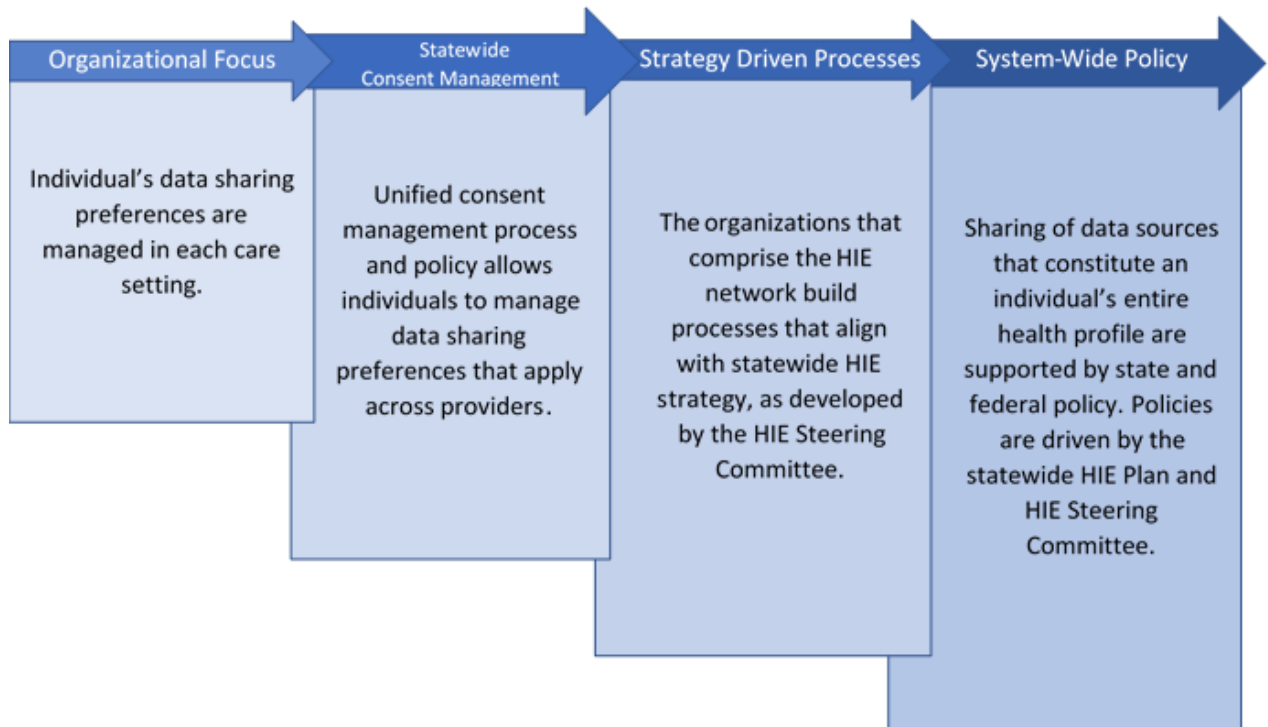 Organizational Focus
Individual's data sharing
preferences are
managed in each care
setting.
Statewide
Consent Management
Unified consent
management process
and policy allows
individuals to manage
data sharing
preferences that apply
across providers.
Strategy Driven Processes
The organizations that
comprise the HIE
network build
processes that align
with statewide HIE
strategy, as developed
by the HIE Steering
Committee.
System-Wide Policy
Sharing of data sources
that constitute an
individual's entire
health profile are
supported by state and
federal policy. Policies
are driven by the
statewide HIE Plan and
HIE Steering
Committee.